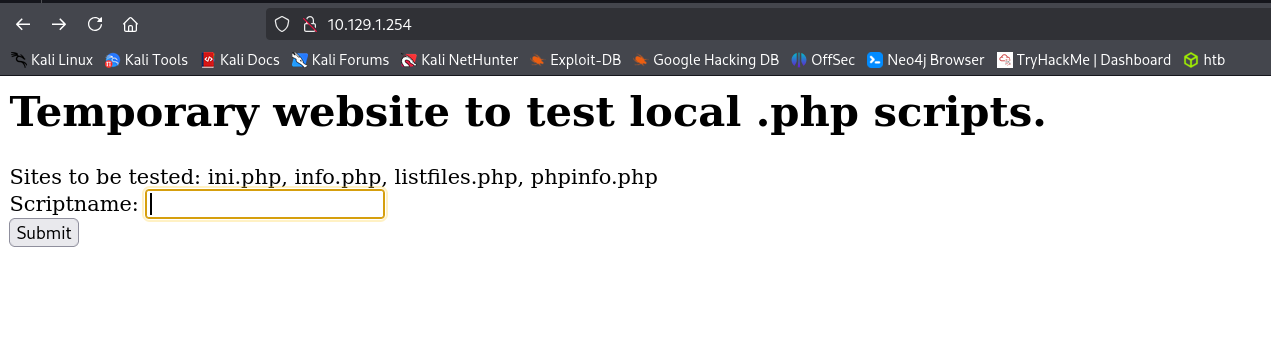 10.129.1.254
Kali Linux Kali Tools Kali Docs Kali Forums Kali NetHunter Exploit-DB Google Hacking DB OffSec Neo4j Browser TryHackMe | Dashboard htb
Temporary website to test local .php scripts.
Sites to be tested: ini.php, info.php, listfiles.php, phpinfo.php
Scriptname:
Submit